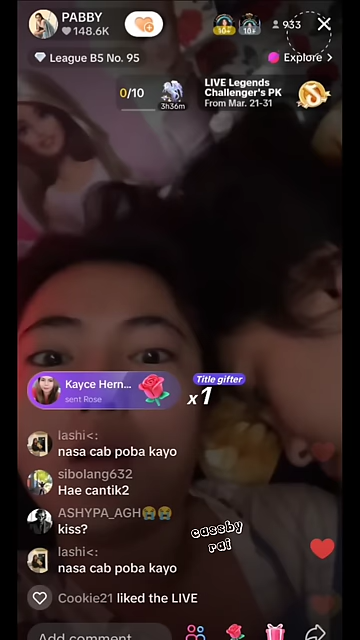 PABBY
148.6K
10+
10+
933
League B5 No. 95
Explore >
0/10
3h36m
LIVE Legends
Challenger's PK
From Mar. 21-31
Kayce Hern...
sent Rose
Title gifter
x1
lashi<:
nasa cab poba kayo
sibolang632
Hae cantik2
ASHYPA_AGH😭😭
kiss?
cassby
rai
lashi<:
nasa cab poba kayo
Cookie21 liked the LIVE
Add comment...